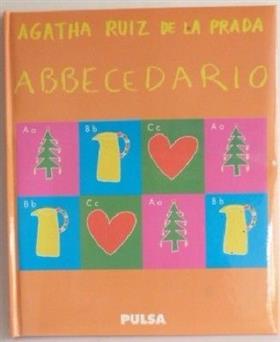 AGATHA RUIZ DE LA PRADA
ABBECEDARIO
Aa Bb Cc Aa
Bb Cc Aa Bb
PULSA